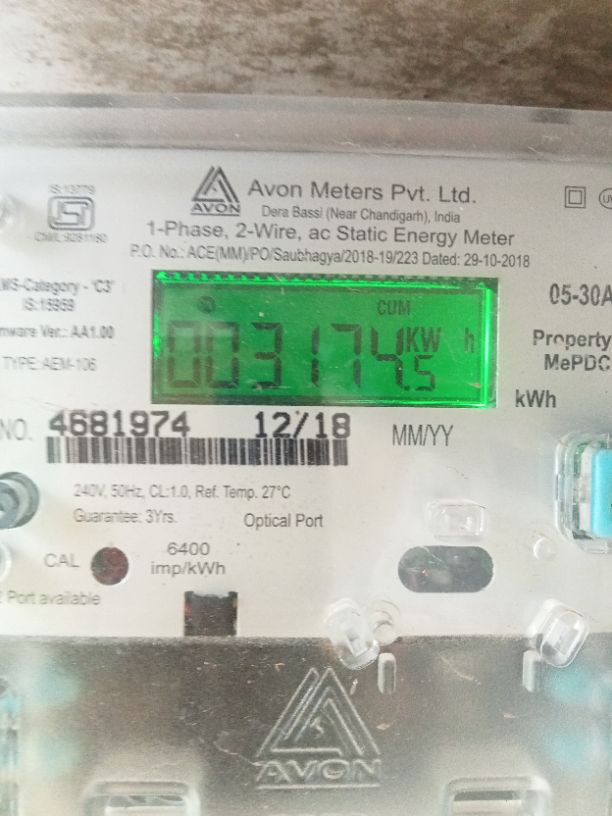 IS:13779
ISI
CM/L 9281160
AVON
Avon Meters Pvt. Ltd.
Dera Bassi (Near Chandigarh), India
1-Phase, 2-Wire, ac Static Energy Meter
P.O. No.: ACE(MM)/PO/Saubhagya/2018-19/223 Dated: 29-10-2018
-Category - 'C3'
IS:15959
Ver.: AA1.00
TYPE: AEM-106
CUM
003174.5 KW h
05-30A
Property
MePDC
kWh
NO. 4681974 12/18 MM/YY
240V, 50Hz, CL:1.0, Ref. Temp. 27°C
Guarantee: 3Yrs. Optical Port
CAL 6400
imp/kWh
Port available
AVON